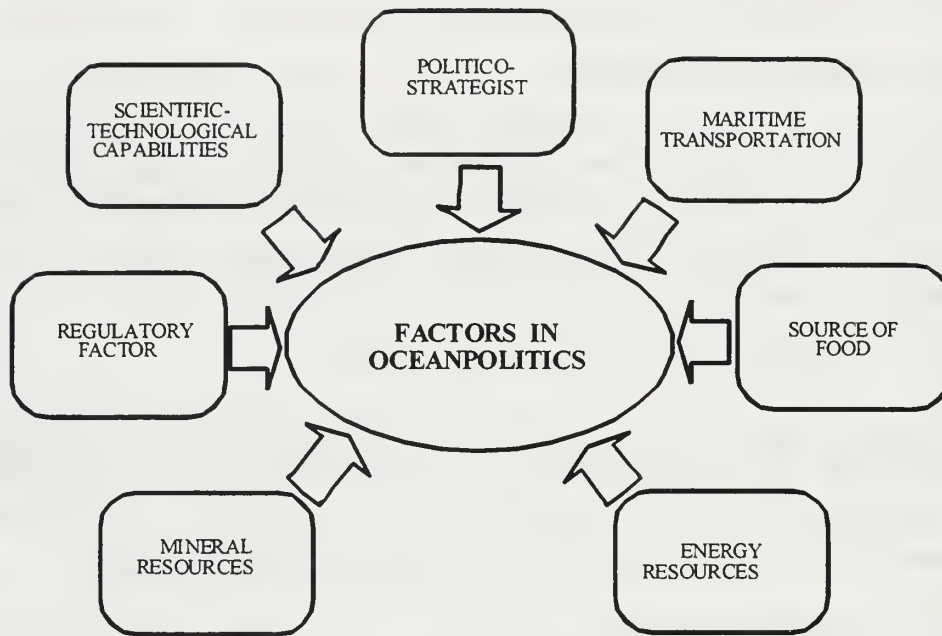 POLITICO-
STRATEGIST
SCIENTIFIC-
TECHNOLOGICAL
CAPABILITIES
MARITIME
TRANSPORTATION
REGULATORY
FACTOR
FACTORS IN
OCEANPOLITICS
SOURCE OF
FOOD
MINERAL
RESOURCES
ENERGY
RESOURCES